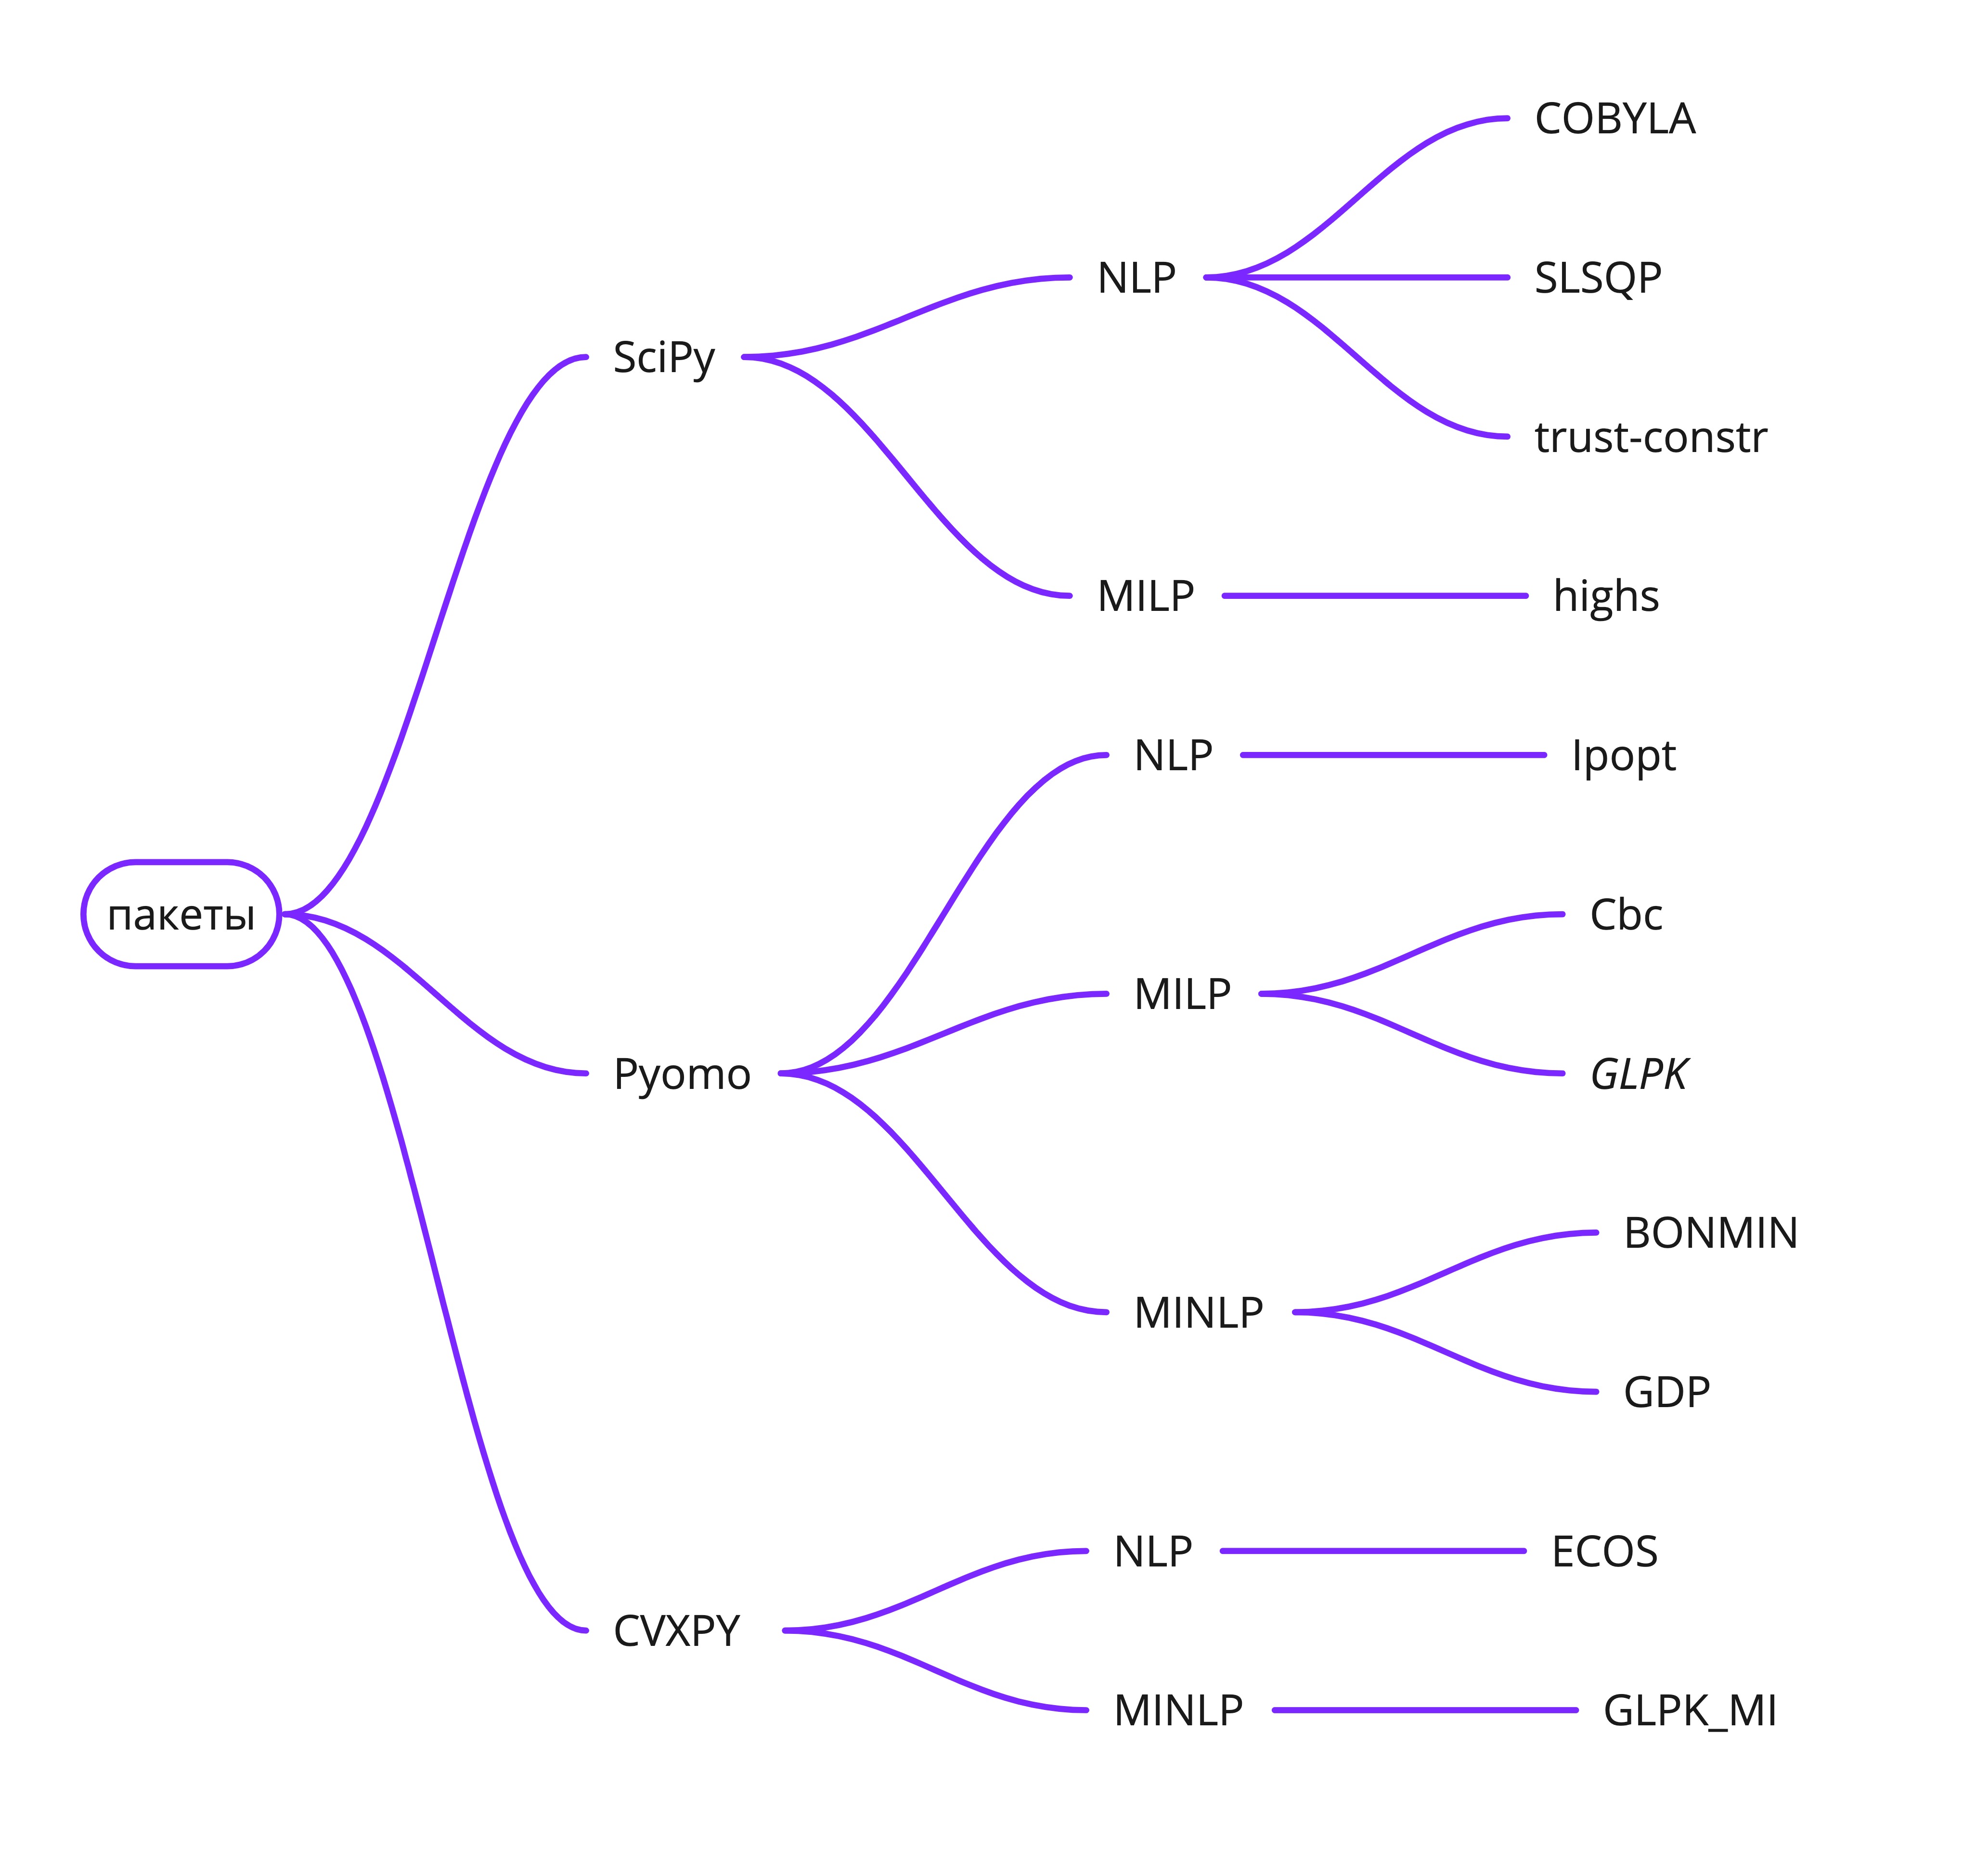 пакеты
SciPy
NLP
COBYLA
SLSQP
trust-constr
MILP
highs
Pyomo
NLP
Ipopt
MILP
Cbc
GLPK
MINLP
BONMIN
GDP
CVXPY
NLP
ECOS
MINLP
GLPK_MI